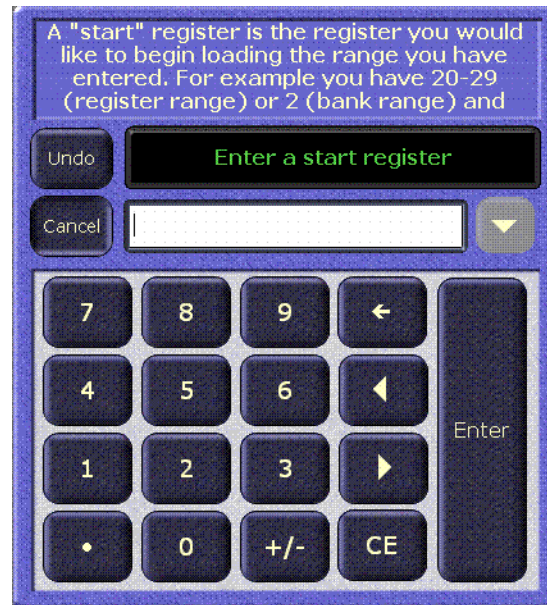 A "start" register is the register you would
like to begin loading the range you have
entered. For example you have 20-29
(register range) or 2 (bank range) and
Undo
Enter a start register
Cancel
7 8 9 ←
4 5 6
Enter
1 2 3
• 0 +/- CE